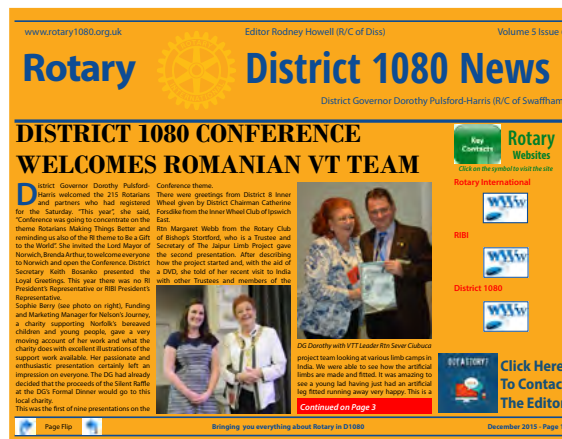 www.rotary1080.org.uk
Editor Rodney Howell (R/C of Diss)
Volume 5 Issue
Rotary
District 1080 News
District Governor Dorothy Pulsford-Harris (R/C of Swaffham
DISTRICT 1080 CONFERENCE
WELCOMES ROMANIAN VT TEAM
District Governor Dorothy Pulsford-
Harris welcomed the 215 Rotarians
and partners who had registered
for the Saturday. "This year", she said,
"Conference was going to concentrate on the
theme Rotarians Making Things Better and
reminding us also of the RI theme to Be a Gift
to the World". She invited the Lord Mayor of
Norwich, Brenda Arthur, to welcome everyone
to Norwich and open the Conference. District
Secretary Keith Bosanko presented the
Loyal Greetings. This year there was no RI
President's Representative or RIBI President's
Representative.
Sophie Berry (see photo on right), Funding
and Marketing Manager for Nelson's Journey,
a charity supporting Norfolk's bereaved
children and young people, gave a very
moving account of her work and what the
charity does with excellent illustrations of the
support work available. Her passionate and
enthusiastic presentation certainly left an
impression on everyone. The DG had already
decided that the proceeds of the Silent Raffle
at the DG's Formal Dinner would go to this
local charity.
This was the first of nine presentations on the
Conference theme.
There were greetings from District 8 Inner
Wheel given by District Chairman Catherine
Forsdike from the Inner Wheel Club of Ipswich
East.
Rtn Margaret Webb from the Rotary Club
of Bishop's Stortford, who is a Trustee and
Secretary of The Jaipur Limb Project gave
the second presentation. After describing
how the project started and, with the aid of
a DVD, she told of her recent visit to India
with other Trustees and members of the
DG Dorothy with VTT Leader Rtn Sever Ciubuca
project team looking at various limb camps in
India. We were able to see how the artificial
limbs are made and fitted. It was amazing to
see a young lad having just had an artificial
leg fitted running away very happy. This is a
Continued on Page 3
Key
Contacts
Rotary
Websites
Click on the symbol to visit the site
Rotary International
www
RIBI
www
District 1080
www
GOT A STORY?
Click Here
To Contac
The Edito
Page Flip
Bringing you everything about Rotary in D1080
December 2015 - Page 1